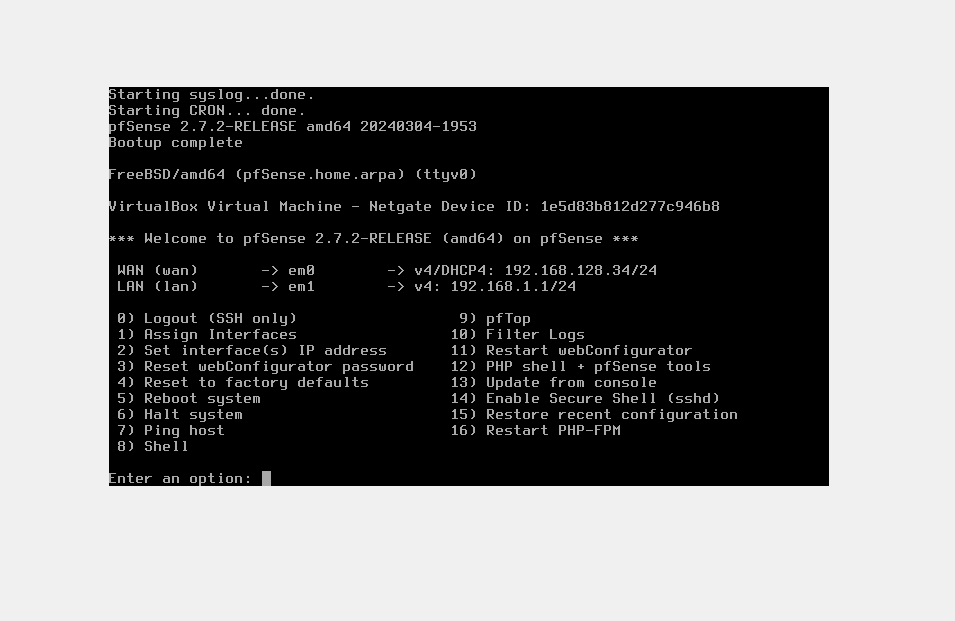 Starting syslog...done.
Starting CRON... done.
pfSense 2.7.2-RELEASE amd64 20240304-1953
Bootup complete
FreeBSD/amd64 (pfSense.home.arpa) (ttyv0)
VirtualBox Virtual Machine - Netgate Device ID: 1e5d83b812d277c946b8
*** Welcome to pfSense 2.7.2-RELEASE (amd64) on pfSense ***
WAN (wan)       -> em0        -> v4/DHCP4: 192.168.128.34/24
LAN (lan)       -> em1        -> v4: 192.168.1.1/24
0) Logout (SSH only)                  9) pfTop
1) Assign Interfaces                 10) Filter Logs
2) Set interface(s) IP address       11) Restart webConfigurator
3) Reset webConfigurator password    12) PHP shell + pfSense tools
4) Reset to factory defaults         13) Update from console
5) Reboot system                     14) Enable Secure Shell (sshd)
6) Halt system                       15) Restore recent configuration
7) Ping host                         16) Restart PHP-FPM
8) Shell
Enter an option: